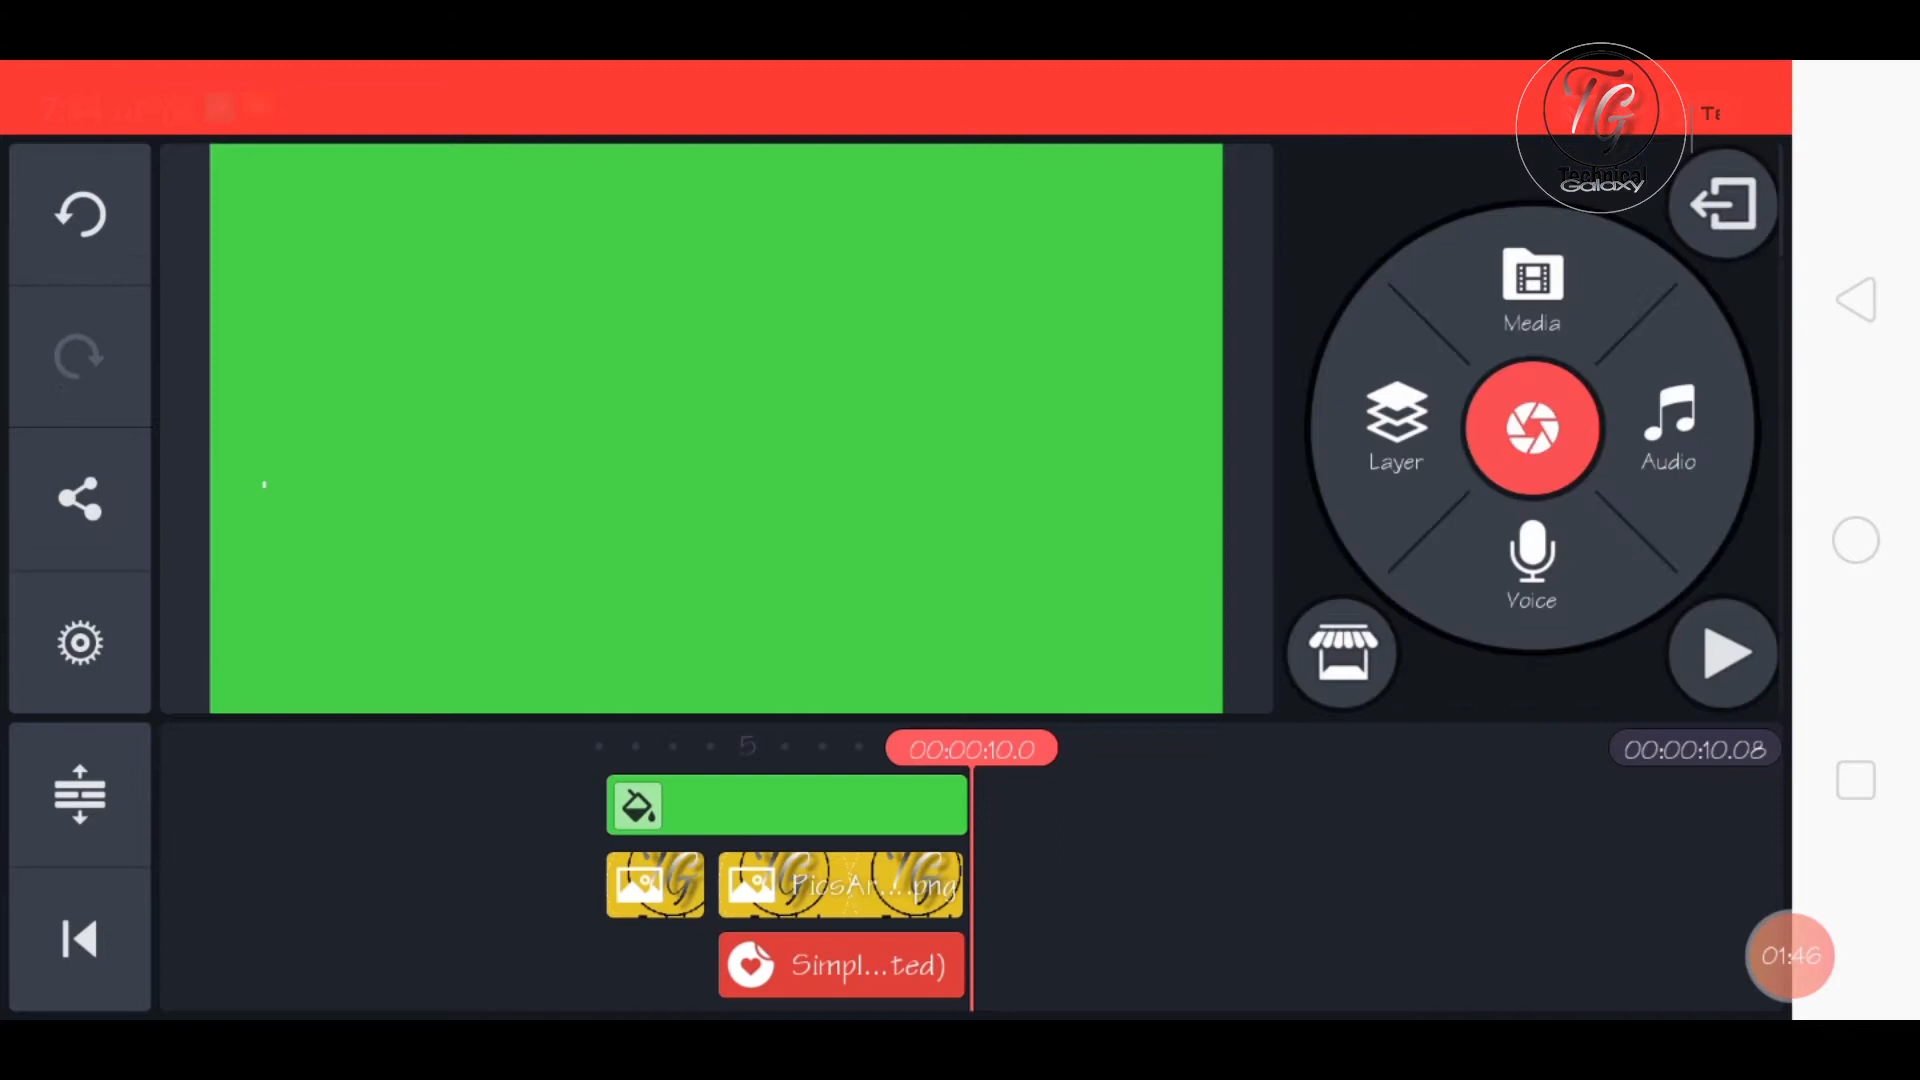 TG
Technical
Galaxy
Media
Layer
Audio
Voice
5
00:00:10.0
00:00:10.08
PicsAr....png
Simpl...ted)
01:46